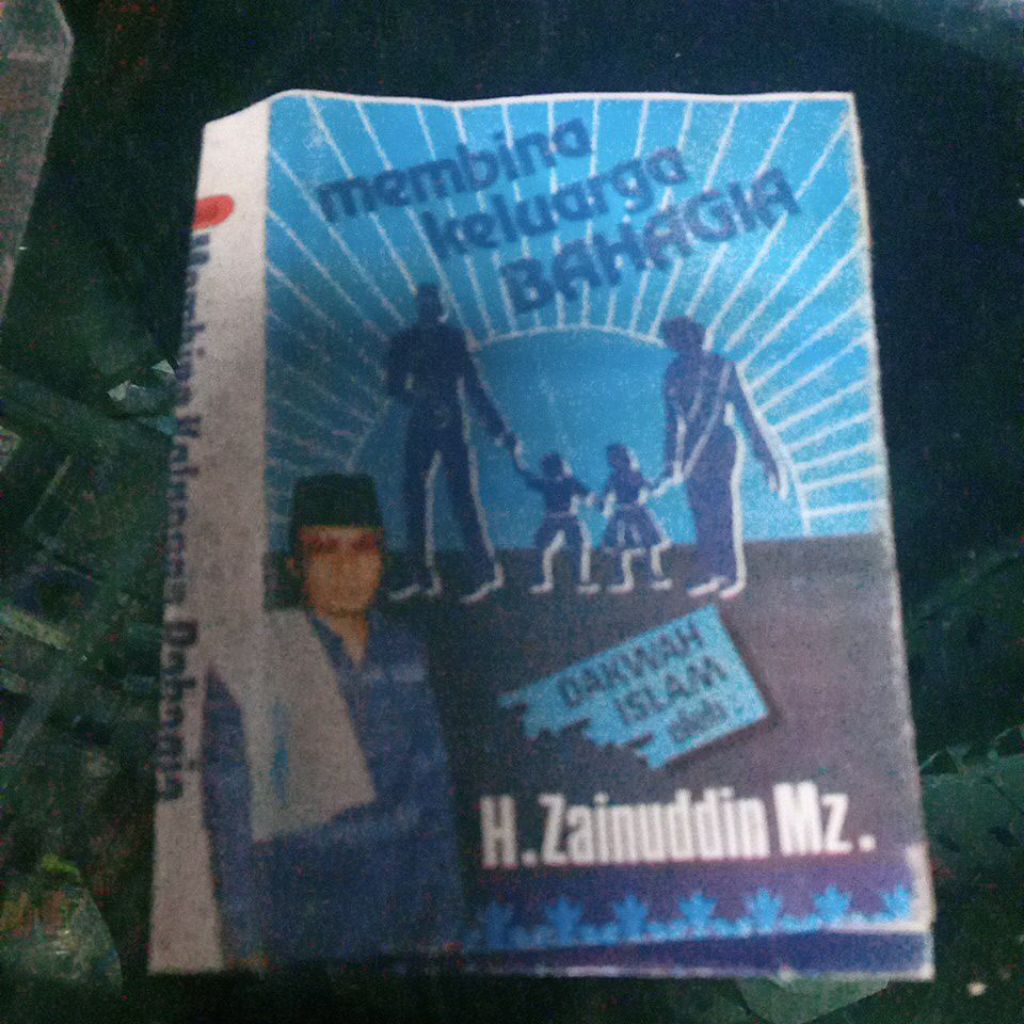 membina
keluarga
BAHAGIA
DAKWAH
ISLAM
oleh
H. Zainuddin Mz.
Membina Keluarga Bahagia